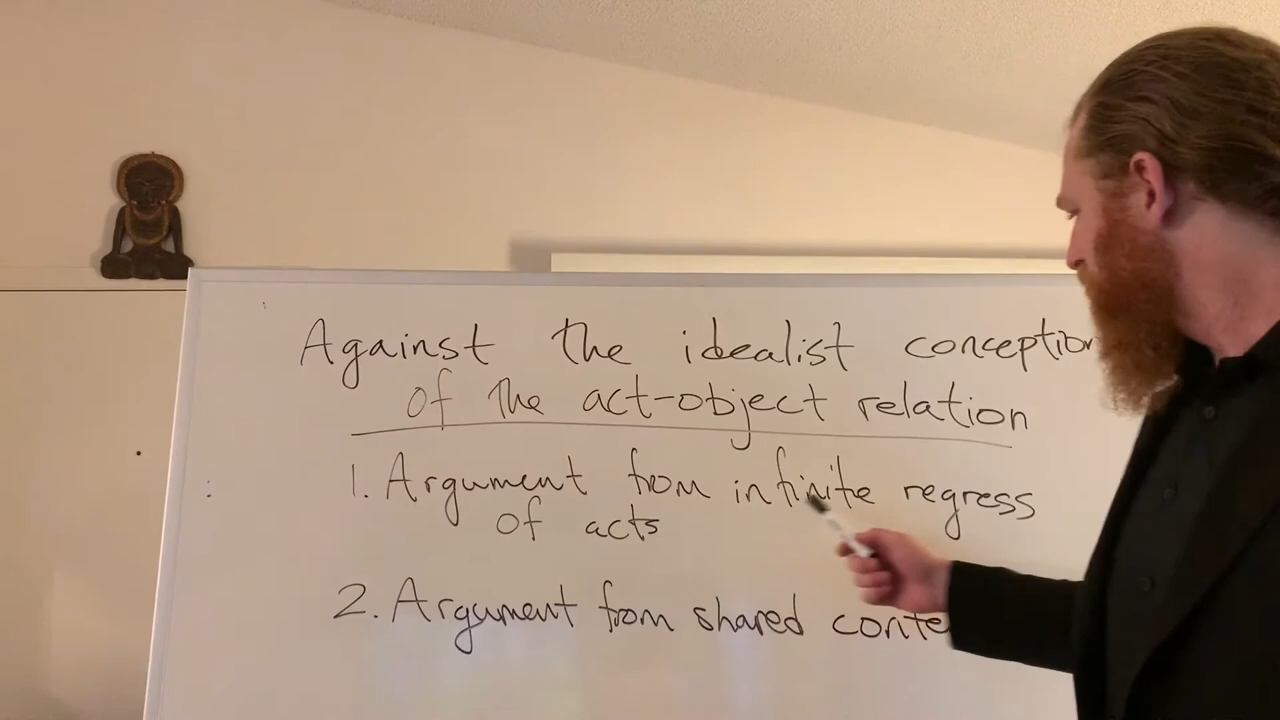 Against the idealist conception
of the act-object relation
1. Argument from infinite regress
of acts
2. Argument from shared conte